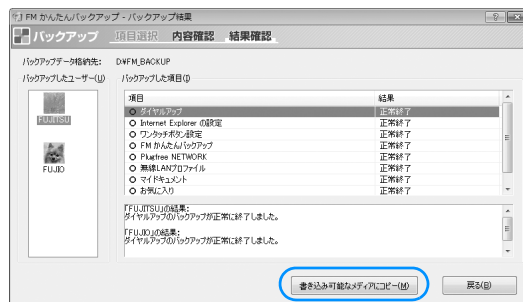 FM かんたんバックアップ - バックアップ結果
バックアップ 項目選択 内容確認 結果確認
バックアップデータ格納先: D:¥FM_BACKUP
バックアップしたユーザー(U) バックアップした項目(I)
項目 結果
ダイヤルアップ 正常終了
Internet Explorer の設定 正常終了
ワンタッチボタン設定 正常終了
FM かんたんバックアップ 正常終了
Plugfree NETWORK 正常終了
無線LANプロファイル 正常終了
マイドキュメント 正常終了
お気に入り 正常終了
FUJITSU
FUJIO
「FUJITSU」の結果:
ダイヤルアップのバックアップが正常に終了しました。
「FUJIO」の結果:
ダイヤルアップのバックアップが正常に終了しました。
書き込み可能なメディアにコピー(M) 戻る(B)